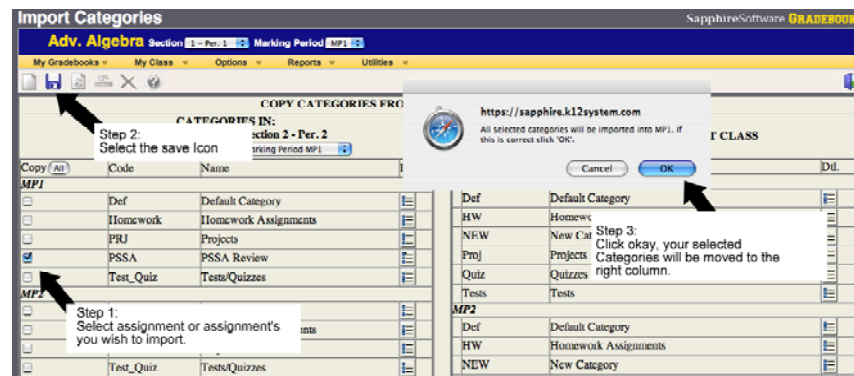 Import Categories
SapphireSoftware GRADEBOOK
Adv. Algebra Section 1 - Per. 1 Marking Period MP1
My Gradebooks My Class Options Reports Utilities
COPY CATEGORIES FRO
CATEGORIES IN:
ection 2 - Per. 2
arking Period MP1
T CLASS
https://sapphire.k12system.com
All selected categories will be imported into MP1. If
this is correct click 'OK'.
Cancel OK
Step 2:
Select the save Icon
Copy All Code Name
Dtl.
MP1
Def Default Category
Homework Homework Assignments
PRJ Projects
PSSA PSSA Review
Test_Quiz Tests/Quizzes
MP2
ents
Test_Quiz Tests/Quizzes
Step 1:
Select assignment or assignment's
you wish to import.
Def Default Category
HW Homewo
NEW New Cat
Proj Projects
Quiz Quizzes
Tests Tests
MP2
Def Default Category
HW Homework Assignments
NEW New Category
Step 3:
Click okay, your selected
Categories will be moved to the
right column.